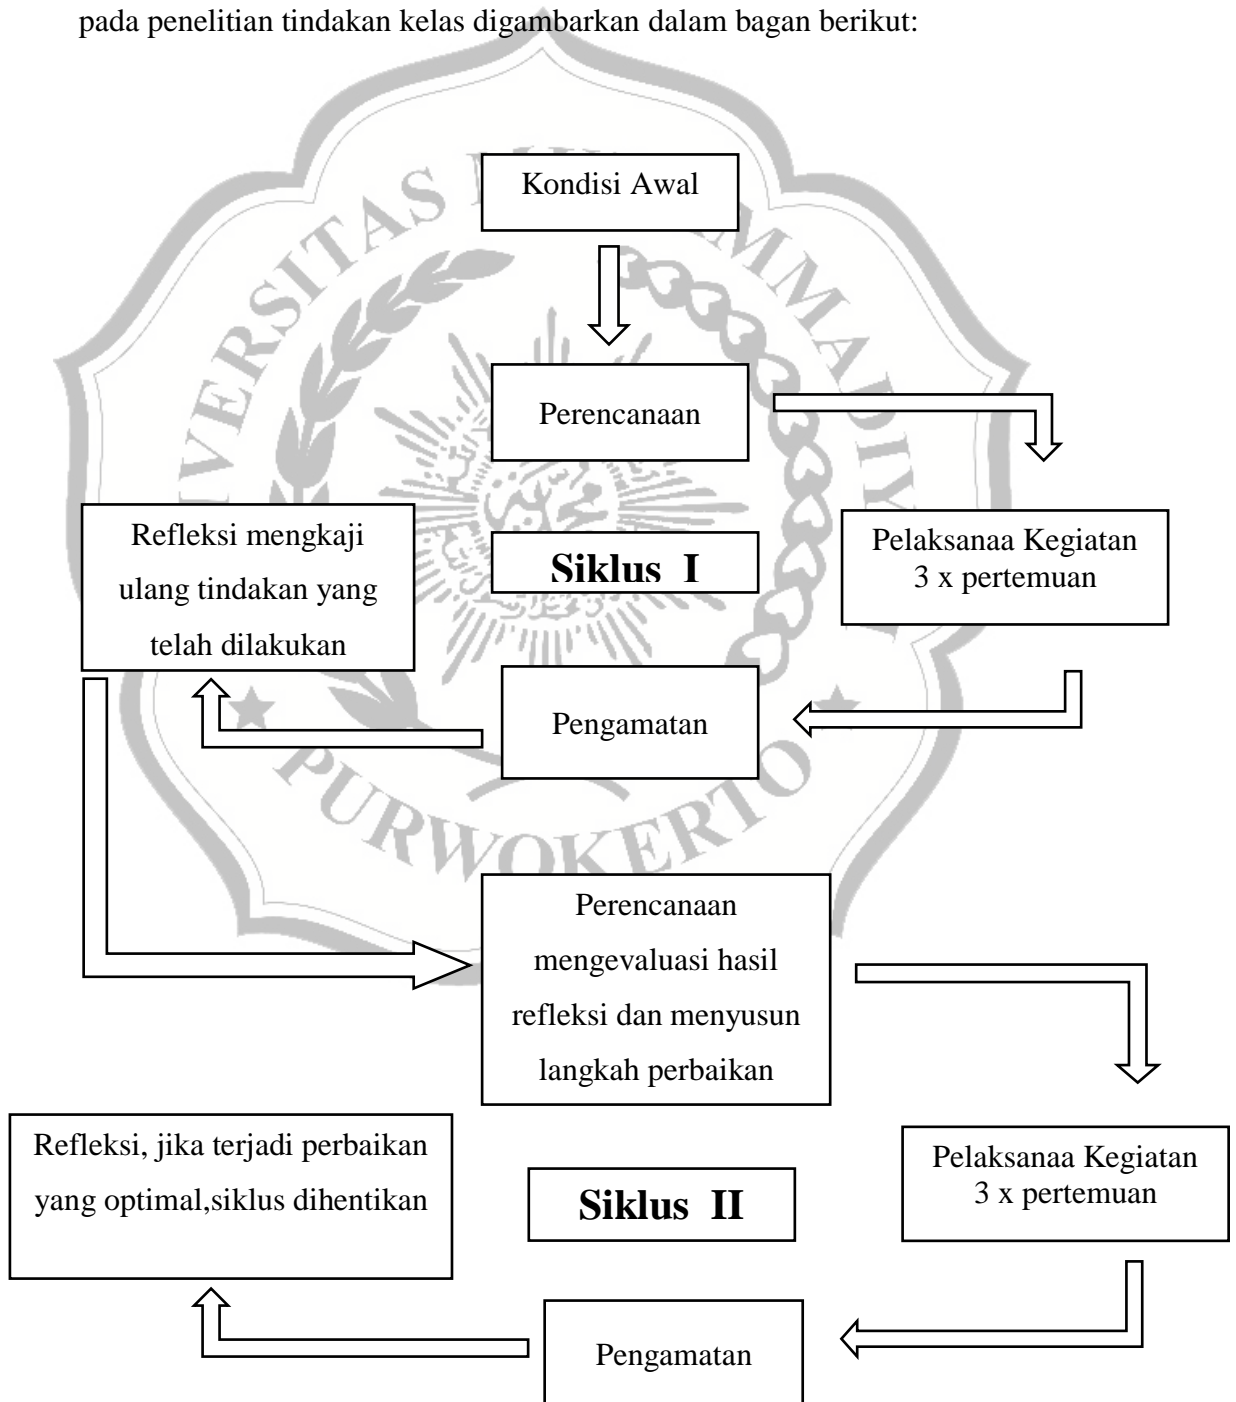 pada penelitian tindakan kelas digambarkan dalam bagan berikut:
Kondisi Awal
Perencanaan
Refleksi mengkaji
ulang tindakan yang
telah dilakukan
Siklus I
Pelaksanaa Kegiatan
3 x pertemuan
Pengamatan
PURWOKERTO
Perencanaan
mengevaluasi hasil
refleksi dan menyusun
langkah perbaikan
Refleksi, jika terjadi perbaikan
yang optimal,siklus dihentikan
Siklus II
Pelaksanaa Kegiatan
3 x pertemuan
Pengamatan